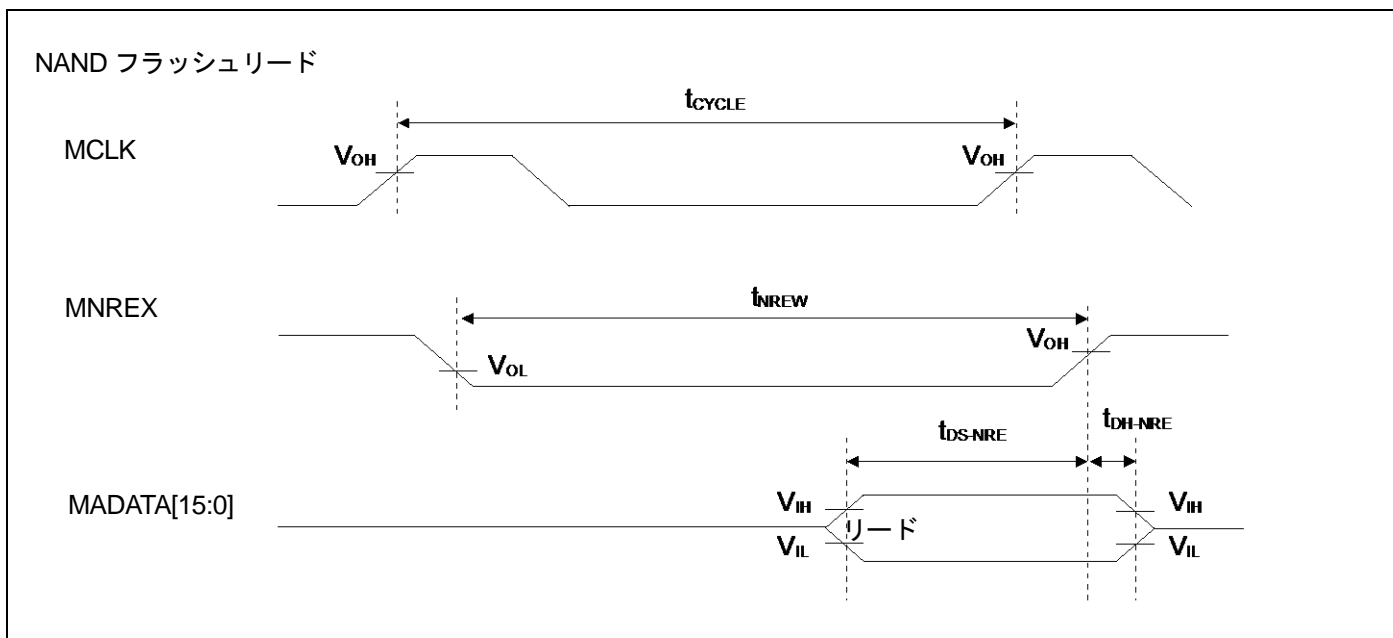 NAND フラッシュリード
tCYCLE
MCLK
VOH
VOH
tNREW
MNREX
VOH
VOL
tDS-NRE
tDH-NRE
MADATA[15:0]
VIH
VIH
リード
VIL
VIL